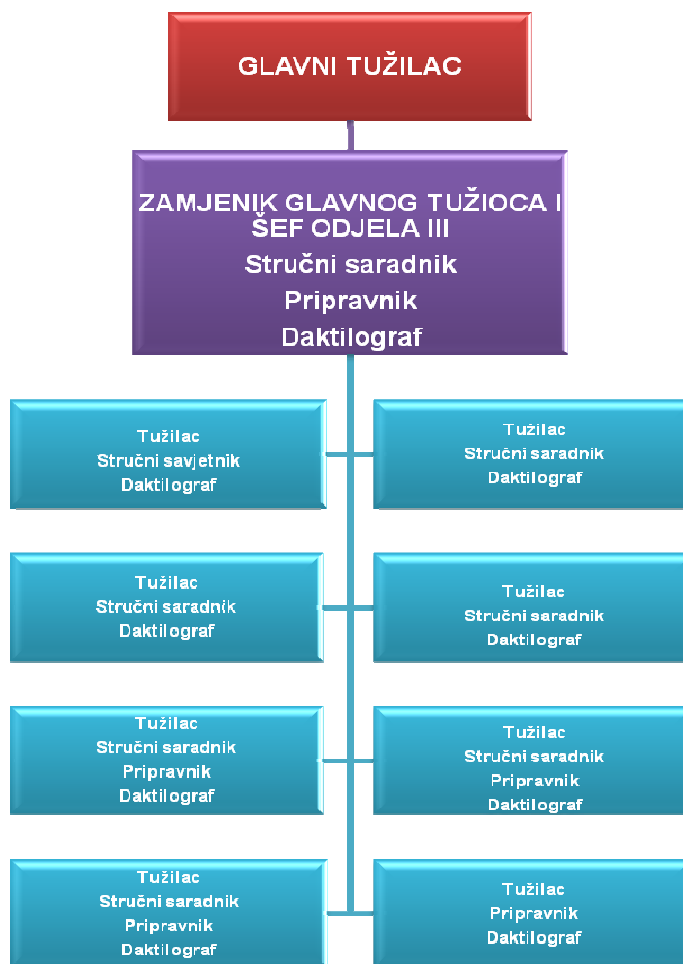 GLAVNI TUŽILAC
ZAMJENIK GLAVNOG TUŽIOCA I
ŠEF ODJELA III
Stručni saradnik
Pripravnik
Daktilograf
Tužilac
Stručni savjetnik
Daktilograf
Tužilac
Stručni saradnik
Daktilograf
Tužilac
Stručni saradnik
Daktilograf
Tužilac
Stručni saradnik
Daktilograf
Tužilac
Stručni saradnik
Pripravnik
Daktilograf
Tužilac
Stručni saradnik
Pripravnik
Daktilograf
Tužilac
Stručni saradnik
Pripravnik
Daktilograf
Tužilac
Pripravnik
Daktilograf